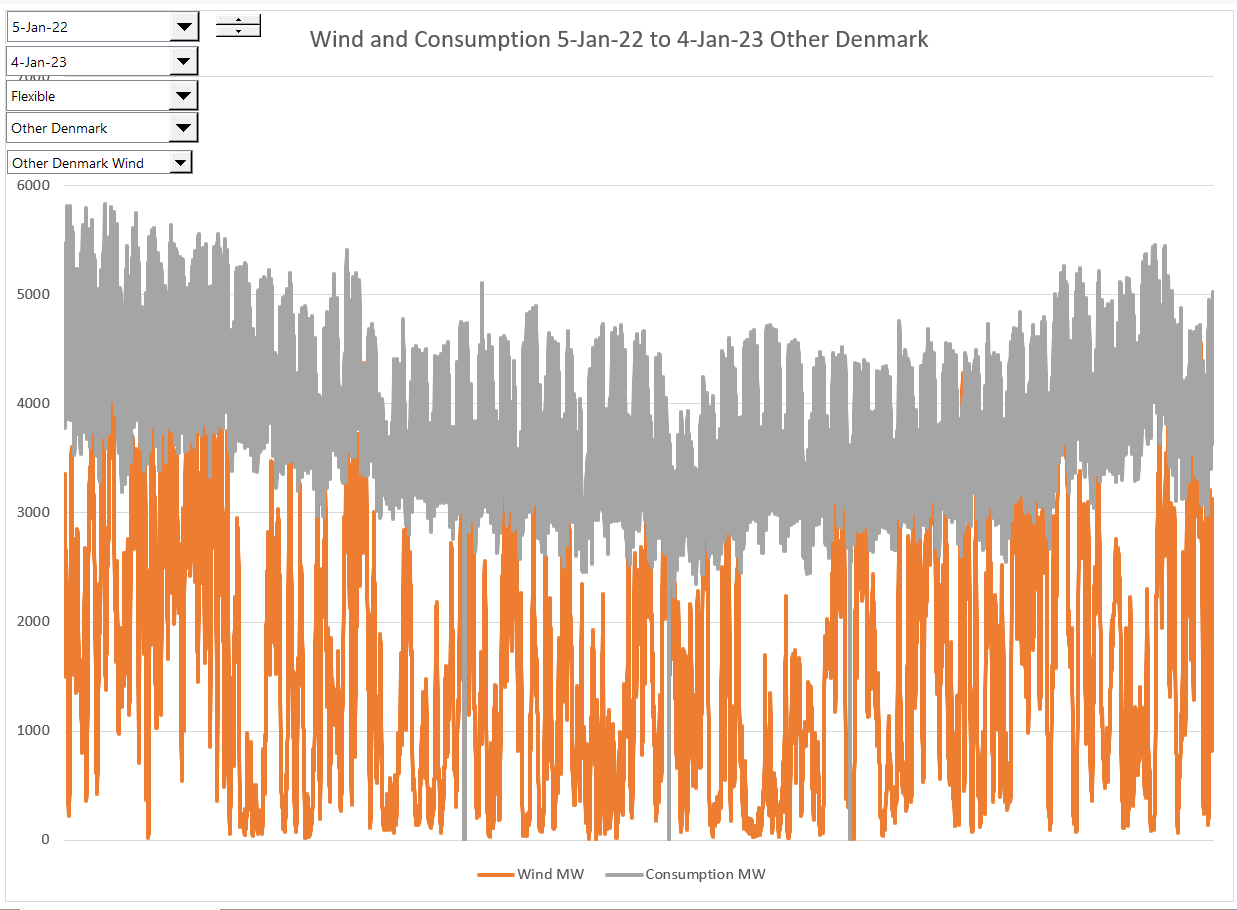 5-Jan-22
Wind and Consumption 5-Jan-22 to 4-Jan-23 Other Denmark
4-Jan-23
7000
Flexible
Other Denmark
Other Denmark Wind
6000
5000
4000
3000
2000
1000
0
Wind MW
Consumption MW